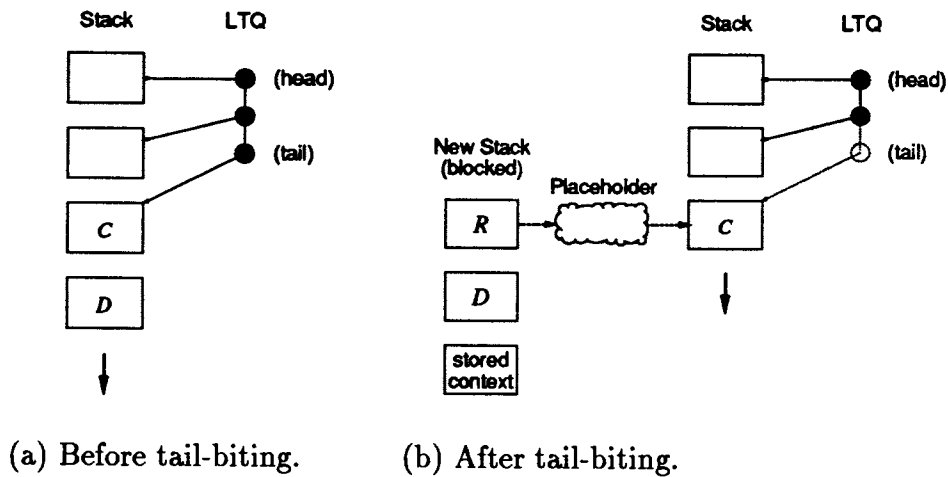 Stack LTQ
(head)
(tail)
C
D
(a) Before tail-biting.
Stack LTQ
(head)
(tail)
New Stack
(blocked)
Placeholder
R
C
D
stored
context
(b) After tail-biting.